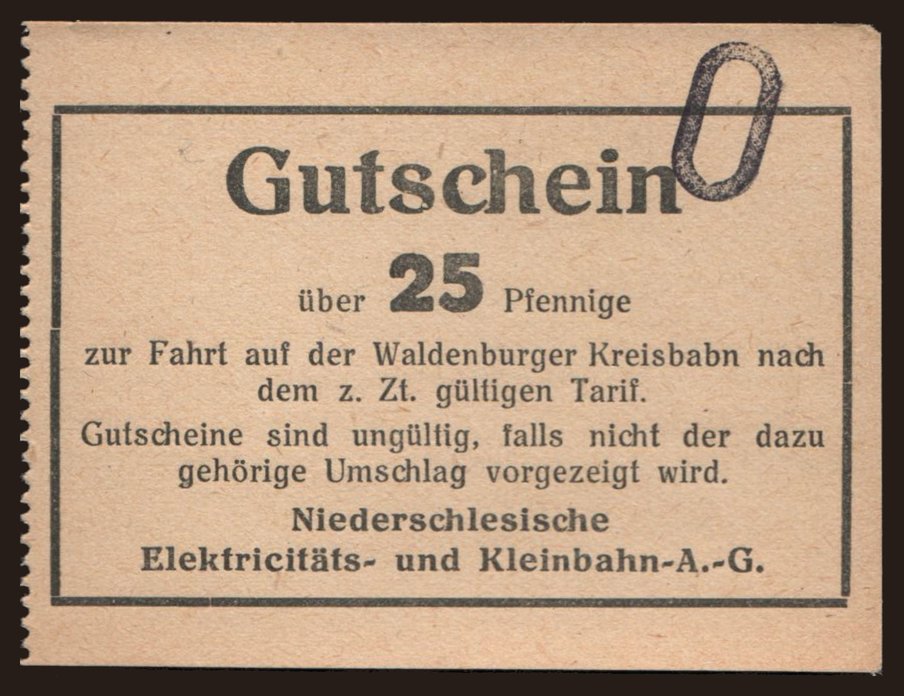 Gutschein
über 25 Pfennige
zur Fahrt auf der Waldenburger Kreisbabn nach
dem z. Zt. gültigen Tarif.
Gutscheine sind ungültig, falls nicht der dazu
gehörige Umschlag vorgezeigt wird.
Niederschlesische
Elektricitäts- und Kleinbahn-A.-G.